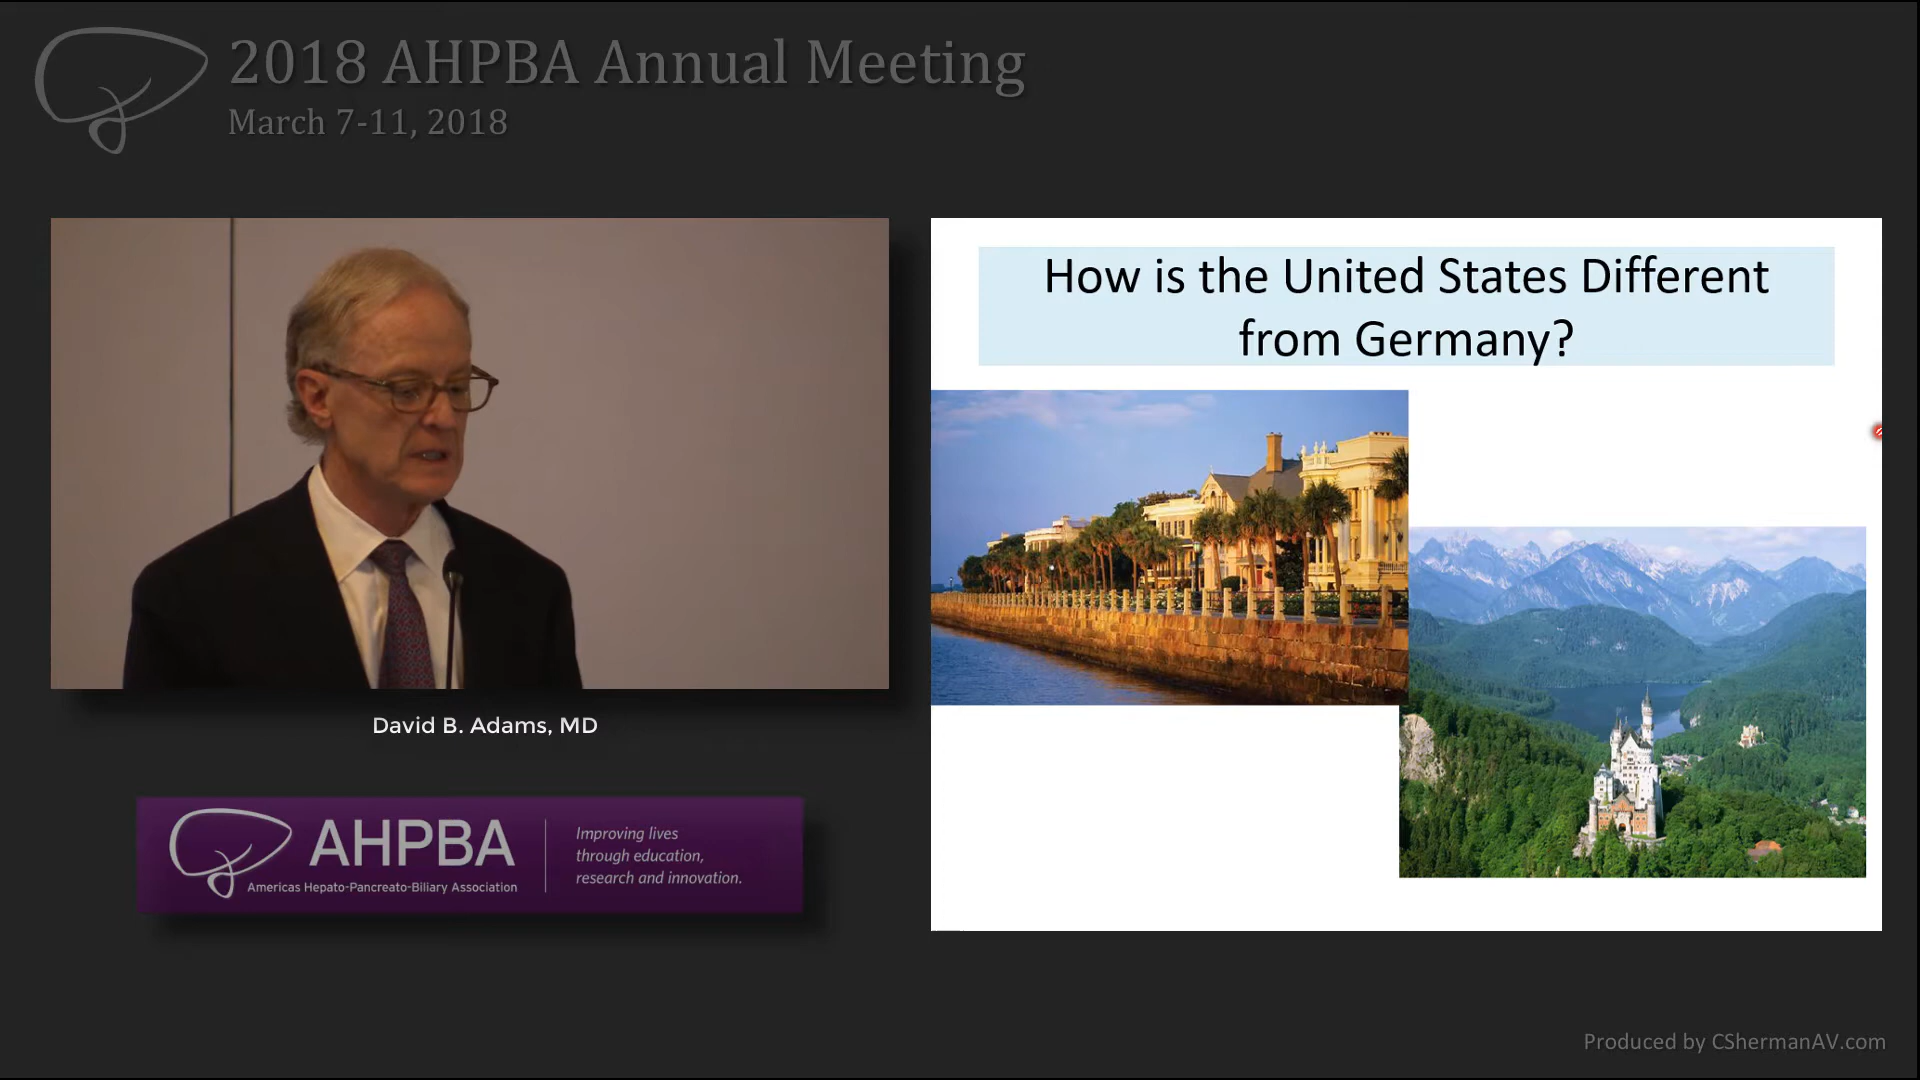 2018 AHPBA Annual Meeting
March 7-11, 2018
How is the United States Different
from Germany?
David B. Adams, MD
AHPBA
Americas Hepato-Pancreato-Biliary Association
Improving lives
through education,
research and innovation.
Produced by CShermanAV.com